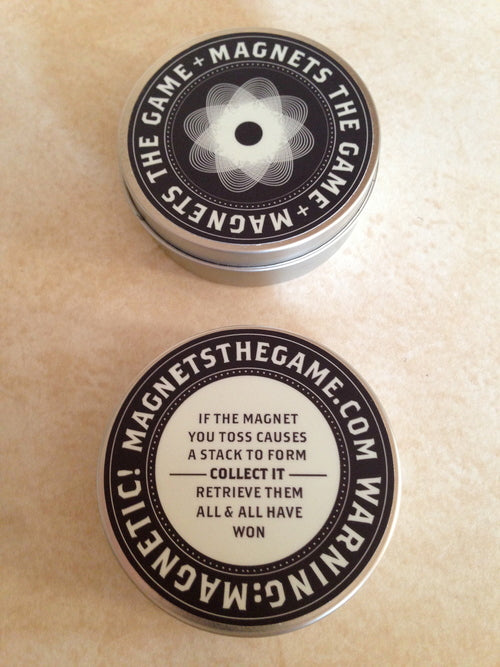 MAGNETS THE GAME + MAGNETS THE GAME +
MAGNETSTHEGAME.COM WARNING: MAGNETIC!
IF THE MAGNET
YOU TOSS CAUSES
A STACK TO FORM
COLLECT IT
RETRIEVE THEM
ALL & ALL HAVE
WON